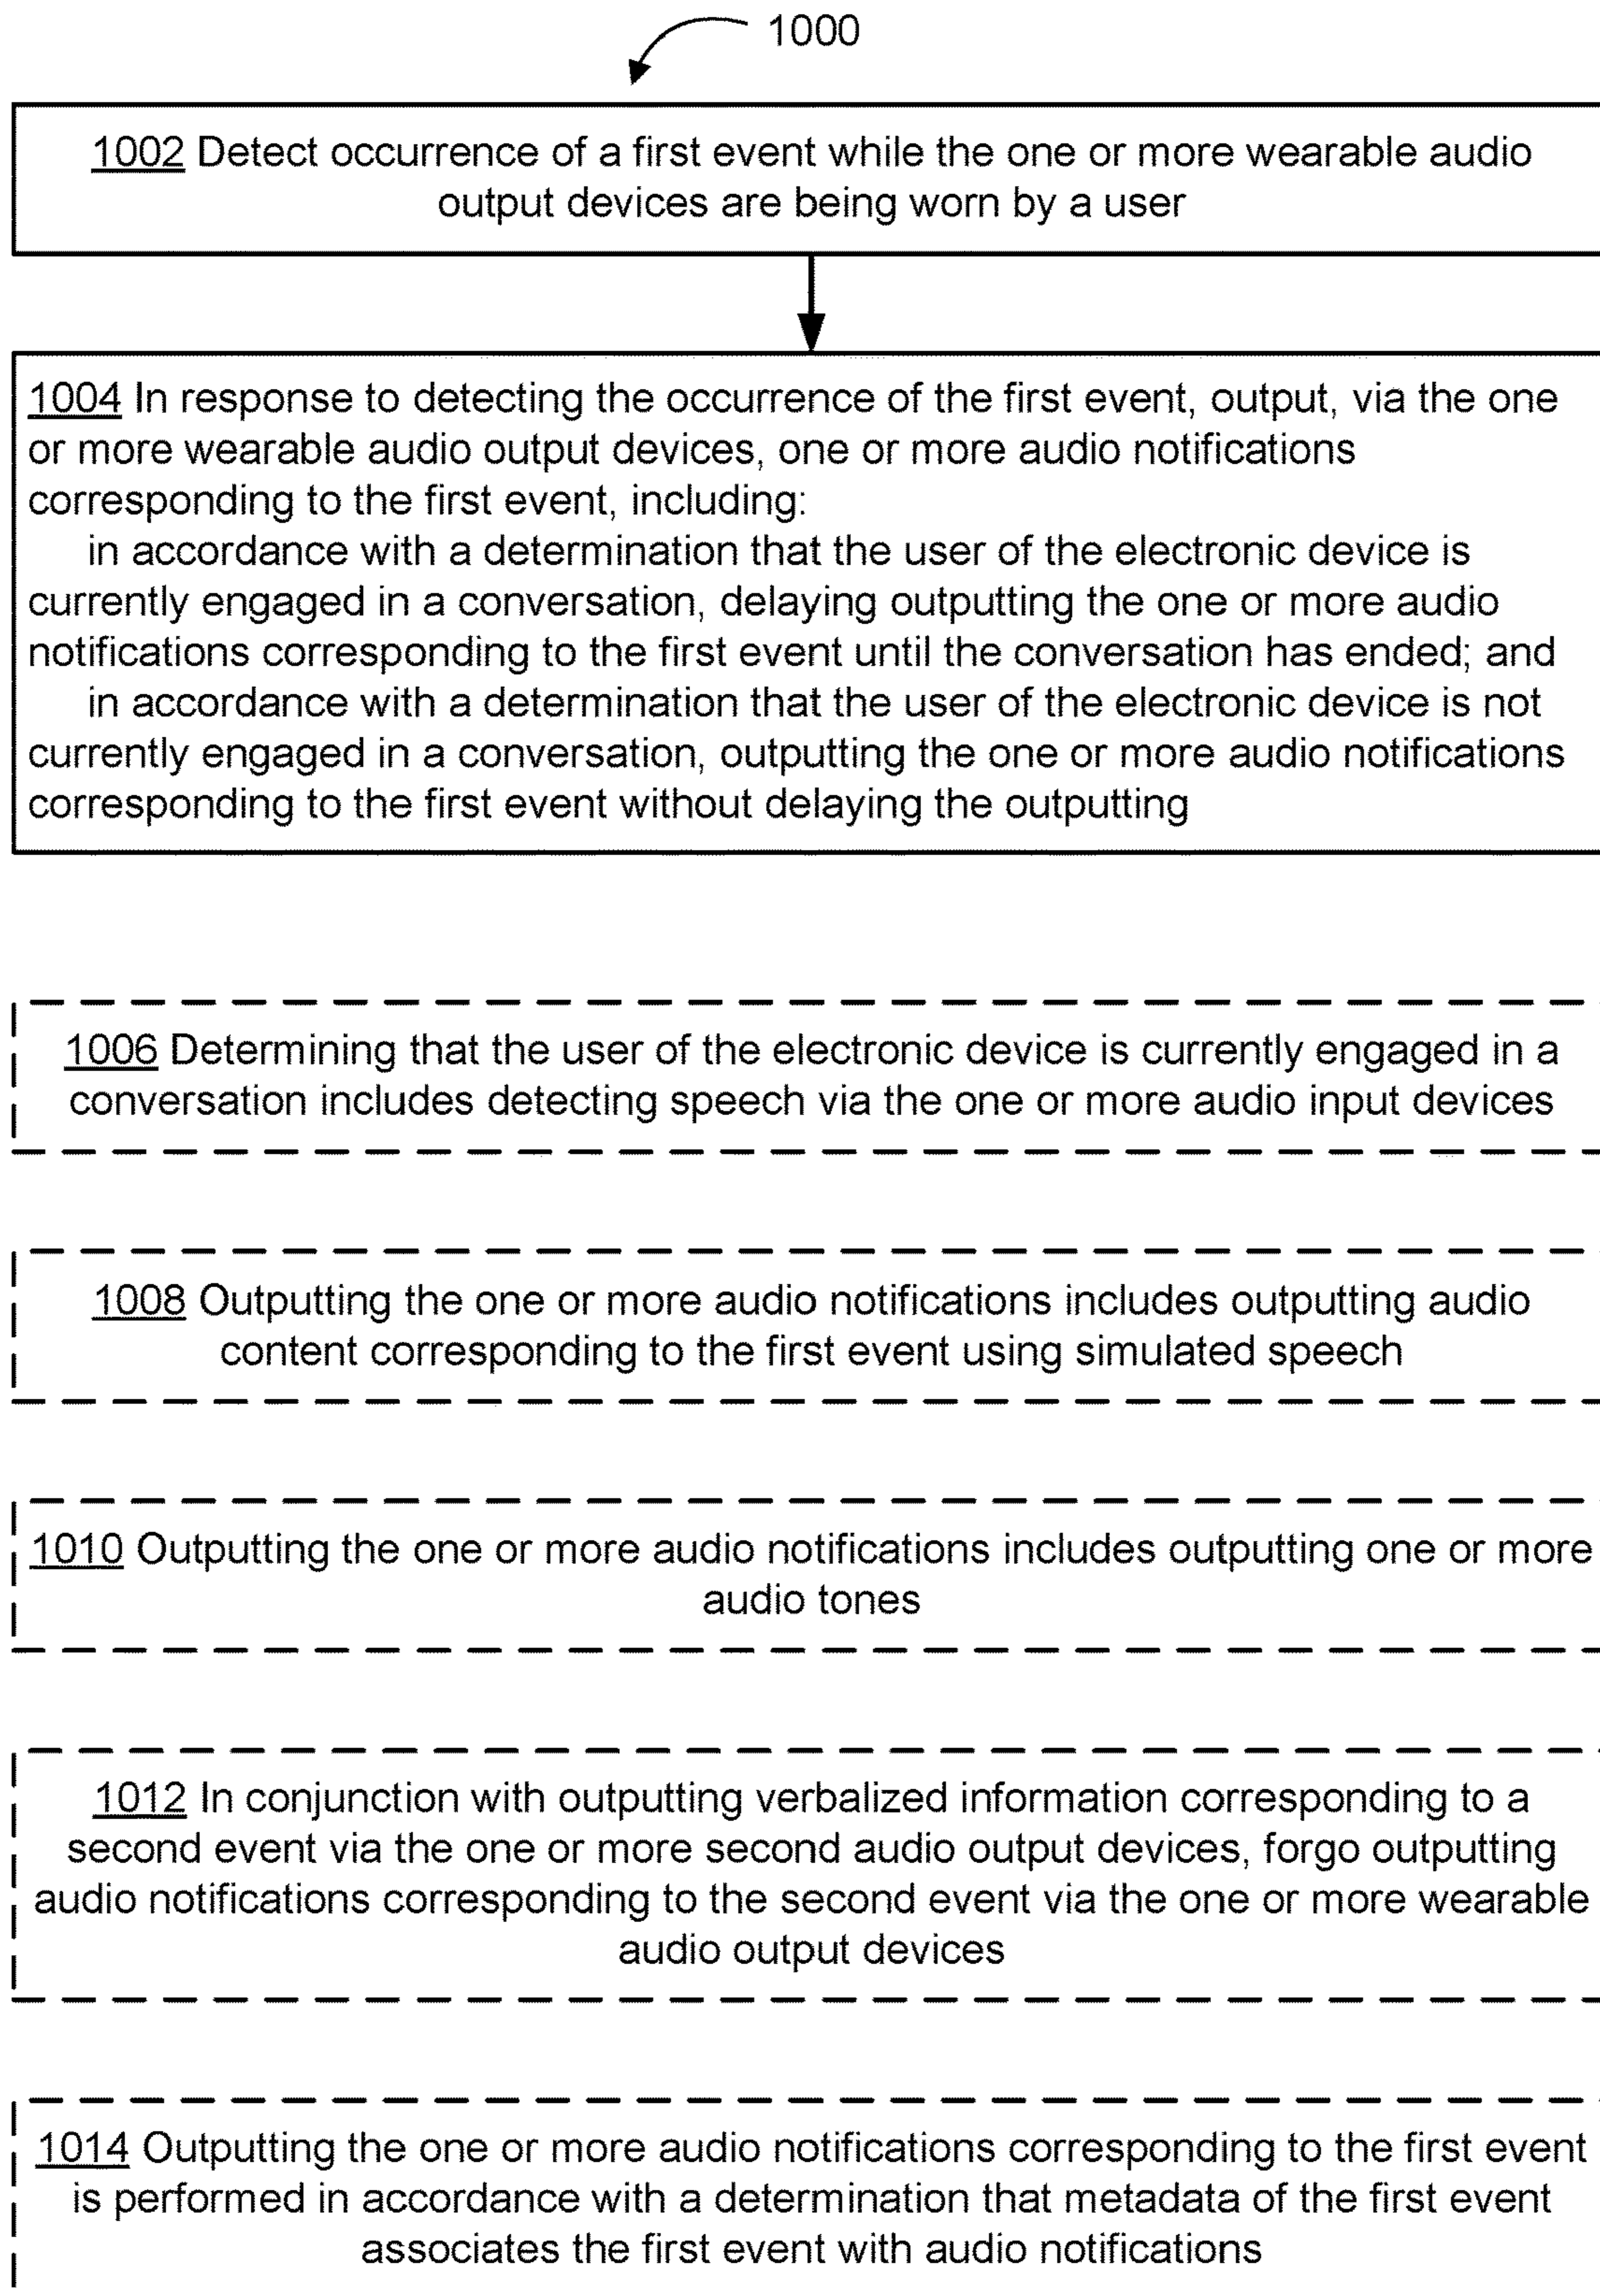 1000
1002 Detect occurrence of a first event while the one or more wearable audio
output devices are being worn by a user
1004 In response to detecting the occurrence of the first event, output, via the one
or more wearable audio output devices, one or more audio notifications
corresponding to the first event, including:
in accordance with a determination that the user of the electronic device is
currently engaged in a conversation, delaying outputting the one or more audio
notifications corresponding to the first event until the conversation has ended; and
in accordance with a determination that the user of the electronic device is not
currently engaged in a conversation, outputting the one or more audio notifications
corresponding to the first event without delaying the outputting
1006 Determining that the user of the electronic device is currently engaged in a
conversation includes detecting speech via the one or more audio input devices
1008 Outputting the one or more audio notifications includes outputting audio
content corresponding to the first event using simulated speech
1010 Outputting the one or more audio notifications includes outputting one or more
audio tones
1012 In conjunction with outputting verbalized information corresponding to a
second event via the one or more second audio output devices, forgo outputting
audio notifications corresponding to the second event via the one or more wearable
audio output devices
1014 Outputting the one or more audio notifications corresponding to the first event
is performed in accordance with a determination that metadata of the first event
associates the first event with audio notifications